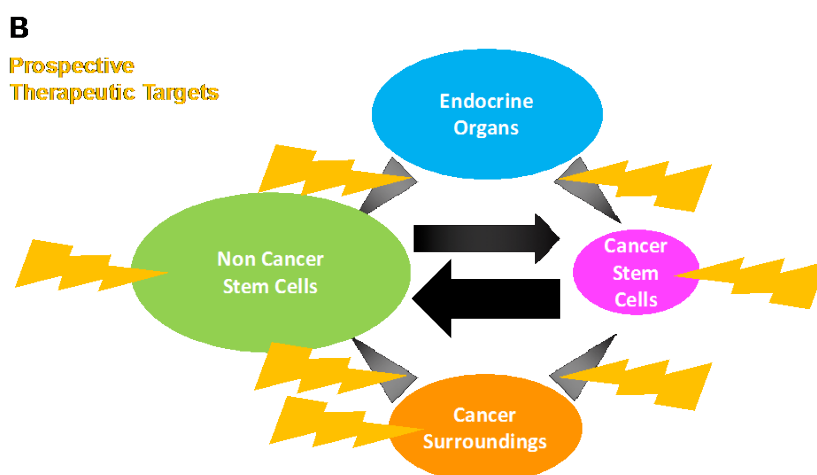 B
Prospective
Therapeutic Targets
Endocrine
Organs
Non Cancer
Stem Cells
Cancer
Stem
Cells
Cancer
Surroundings